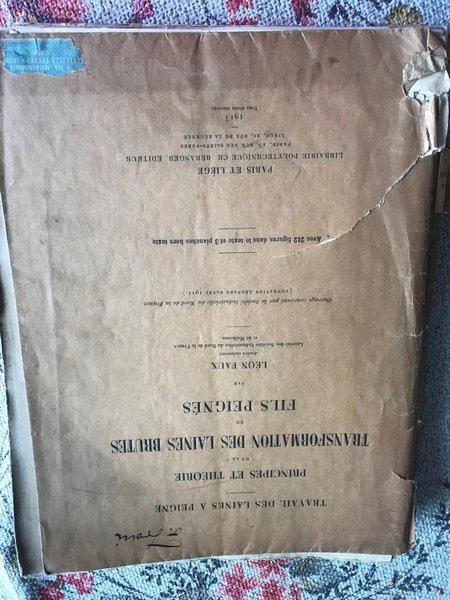 TRAVAIL DES LAINES A PEIGNE
PRINCIPES ET THÉORIE
DE LA
TRANSFORMATION DES LAINES BRUTES
EN
FILS PEIGNÉS
PAR
LÉON FAUX
Ancien industriel
Lauréat des Sociétés Industrielles du Nord de la France
et de Mulhouse.
Ouvrage couronné par la Société Industrielle du Nord de la France
(FONDATION LÉONARD DANEL 1911.)
Avec 212 figures dans le texte et 3 planches hors texte
PARIS ET LIÉGE
LIBRAIRIE POLYTECHNIQUE CH. BÉRANGER, ÉDITEUR
PARIS, 15, RUE DES SAINTS-PÈRES
LIÉGE, 21, RUE DE LA RÉGENCE
1913
Tous droits réservés.